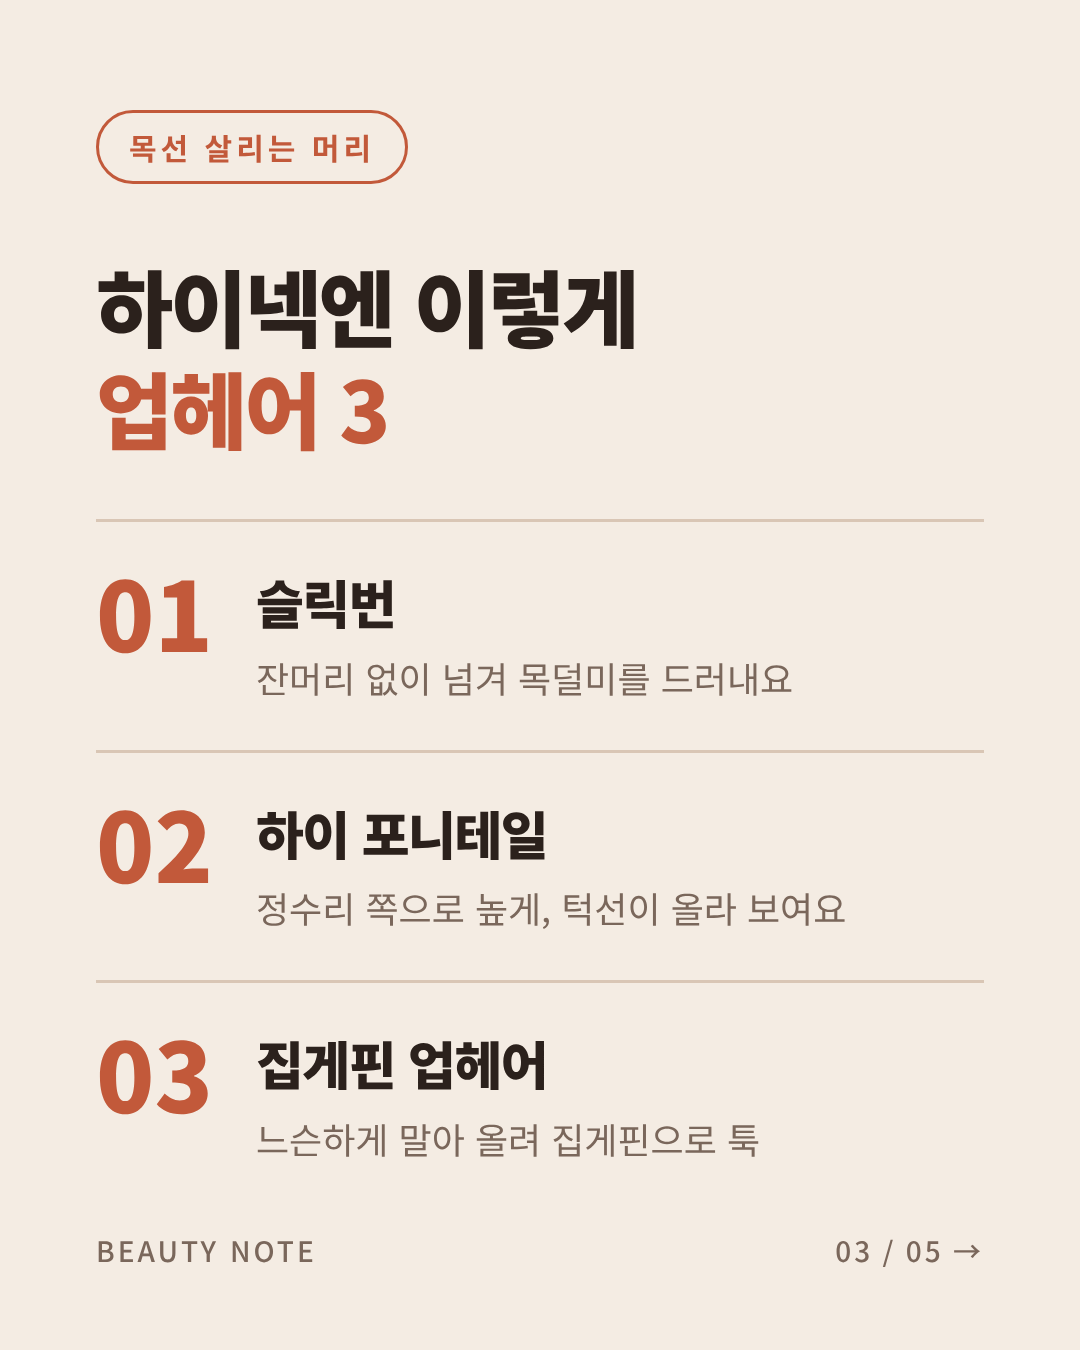 목선 살리는 머리
하이넥엔 이렇게
업헤어 3
01 슬릭번
잔머리 없이 넘겨 목덜미를 드러내요
02 하이 포니테일
정수리 쪽으로 높게, 턱선이 올라 보여요
03 집게핀 업헤어
느슨하게 말아 올려 집게핀으로 툭
BEAUTY NOTE
03 / 05 →